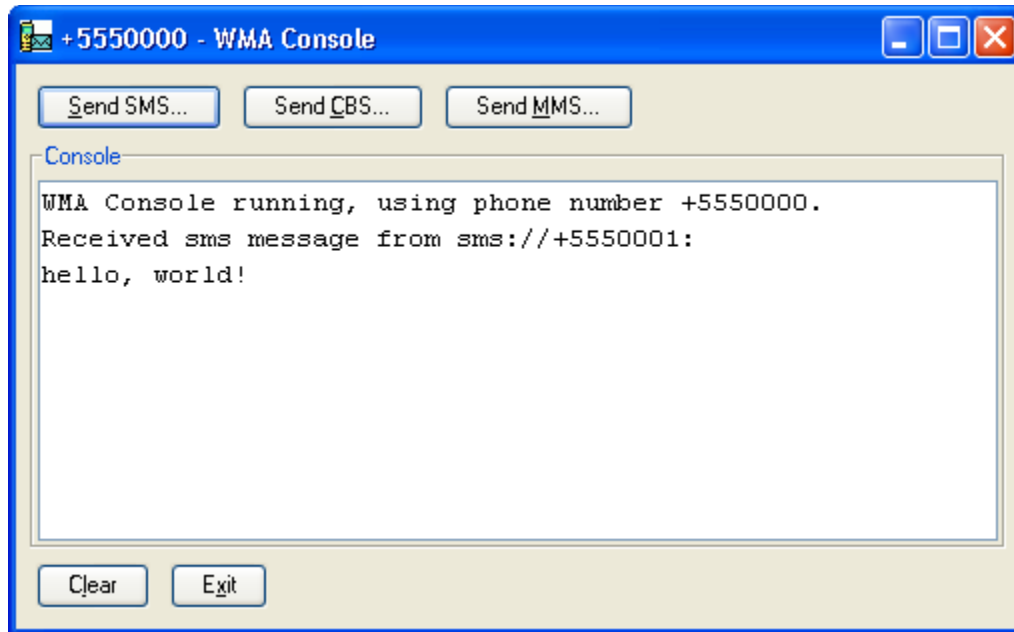 +5550000 - WMA Console
Send SMS... Send CBS... Send MMS...
Console
WMA Console running, using phone number +5550000.
Received sms message from sms://+5550001:
hello, world!
Clear Exit